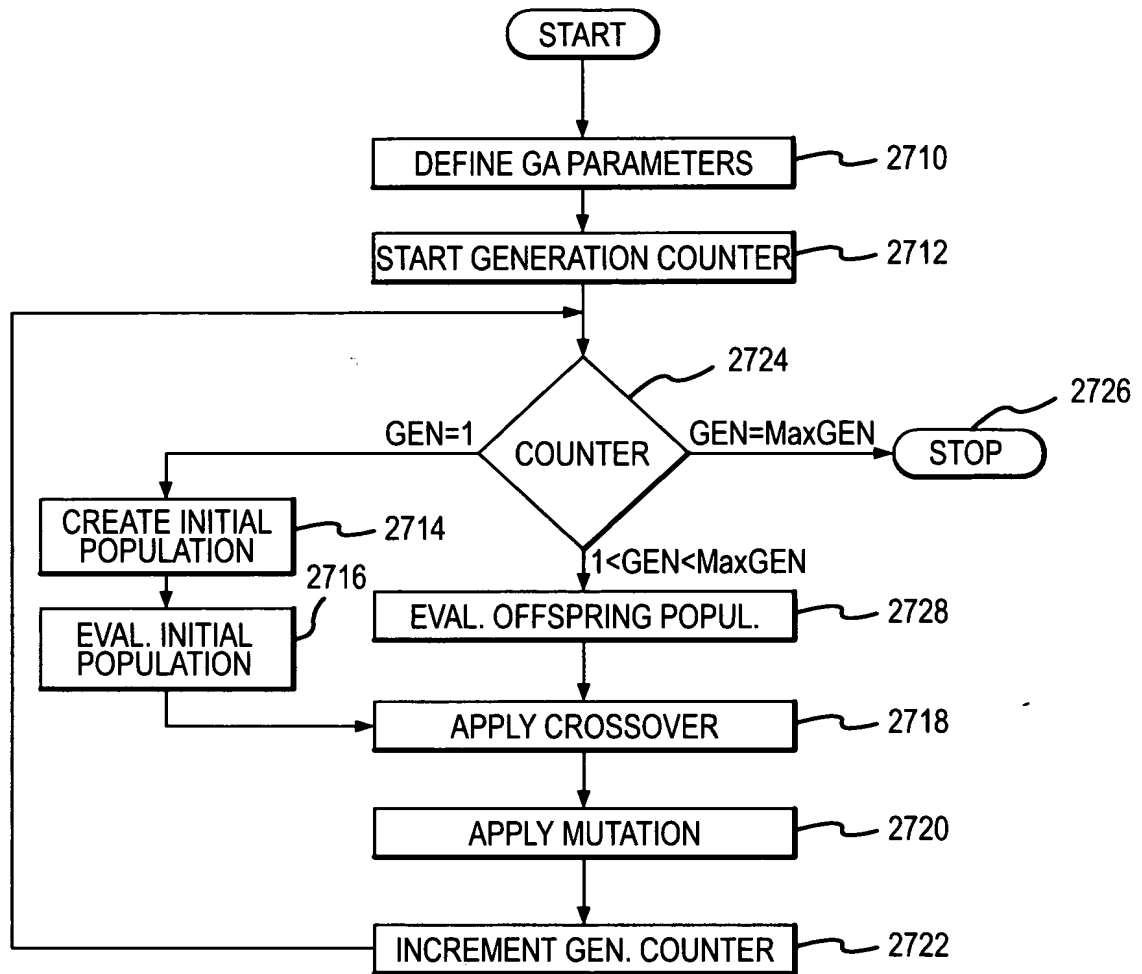 START
DEFINE GA PARAMETERS
2710
START GENERATION COUNTER
2712
2724
2726
GEN=1
COUNTER
GEN=MaxGEN
STOP
CREATE INITIAL
POPULATION
2714
1<GEN<MaxGEN
2716
EVAL. INITIAL
POPULATION
EVAL. OFFSPRING POPUL.
2728
APPLY CROSSOVER
2718
APPLY MUTATION
2720
INCREMENT GEN. COUNTER
2722